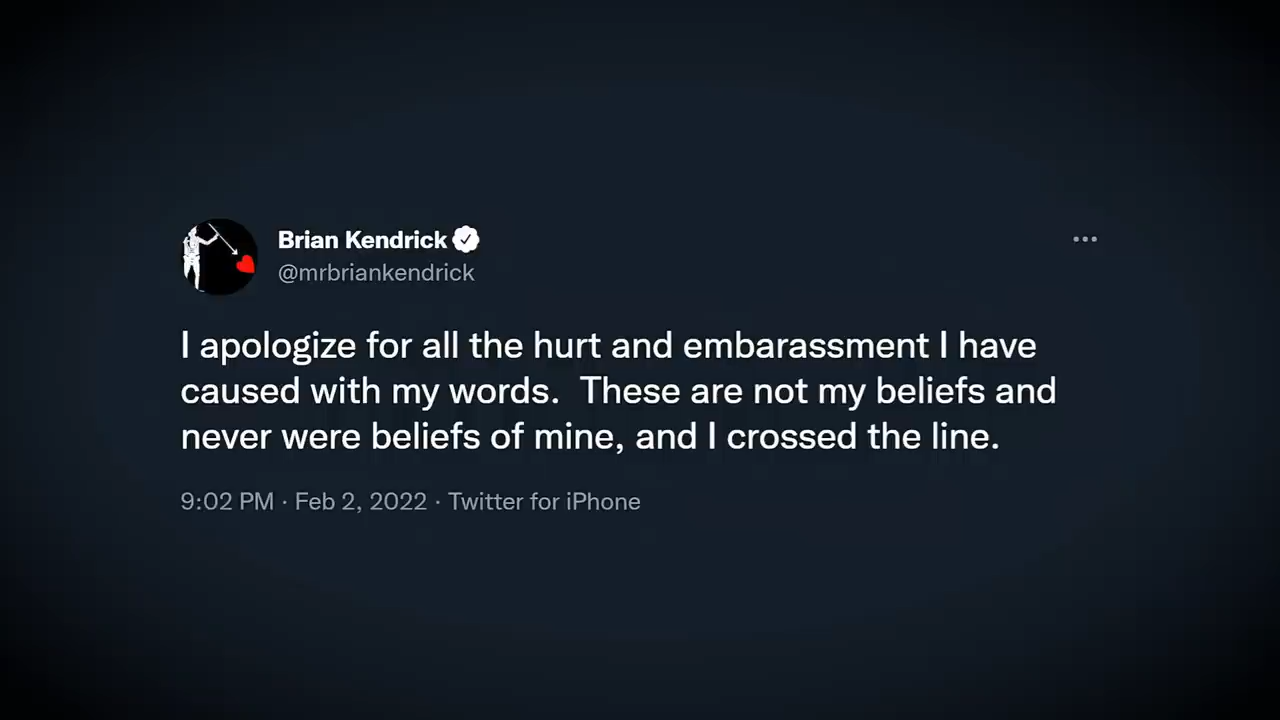 Brian Kendrick
@mrbriankendrick
I apologize for all the hurt and embarassment I have
caused with my words.  These are not my beliefs and
never were beliefs of mine, and I crossed the line.
9:02 PM · Feb 2, 2022 · Twitter for iPhone